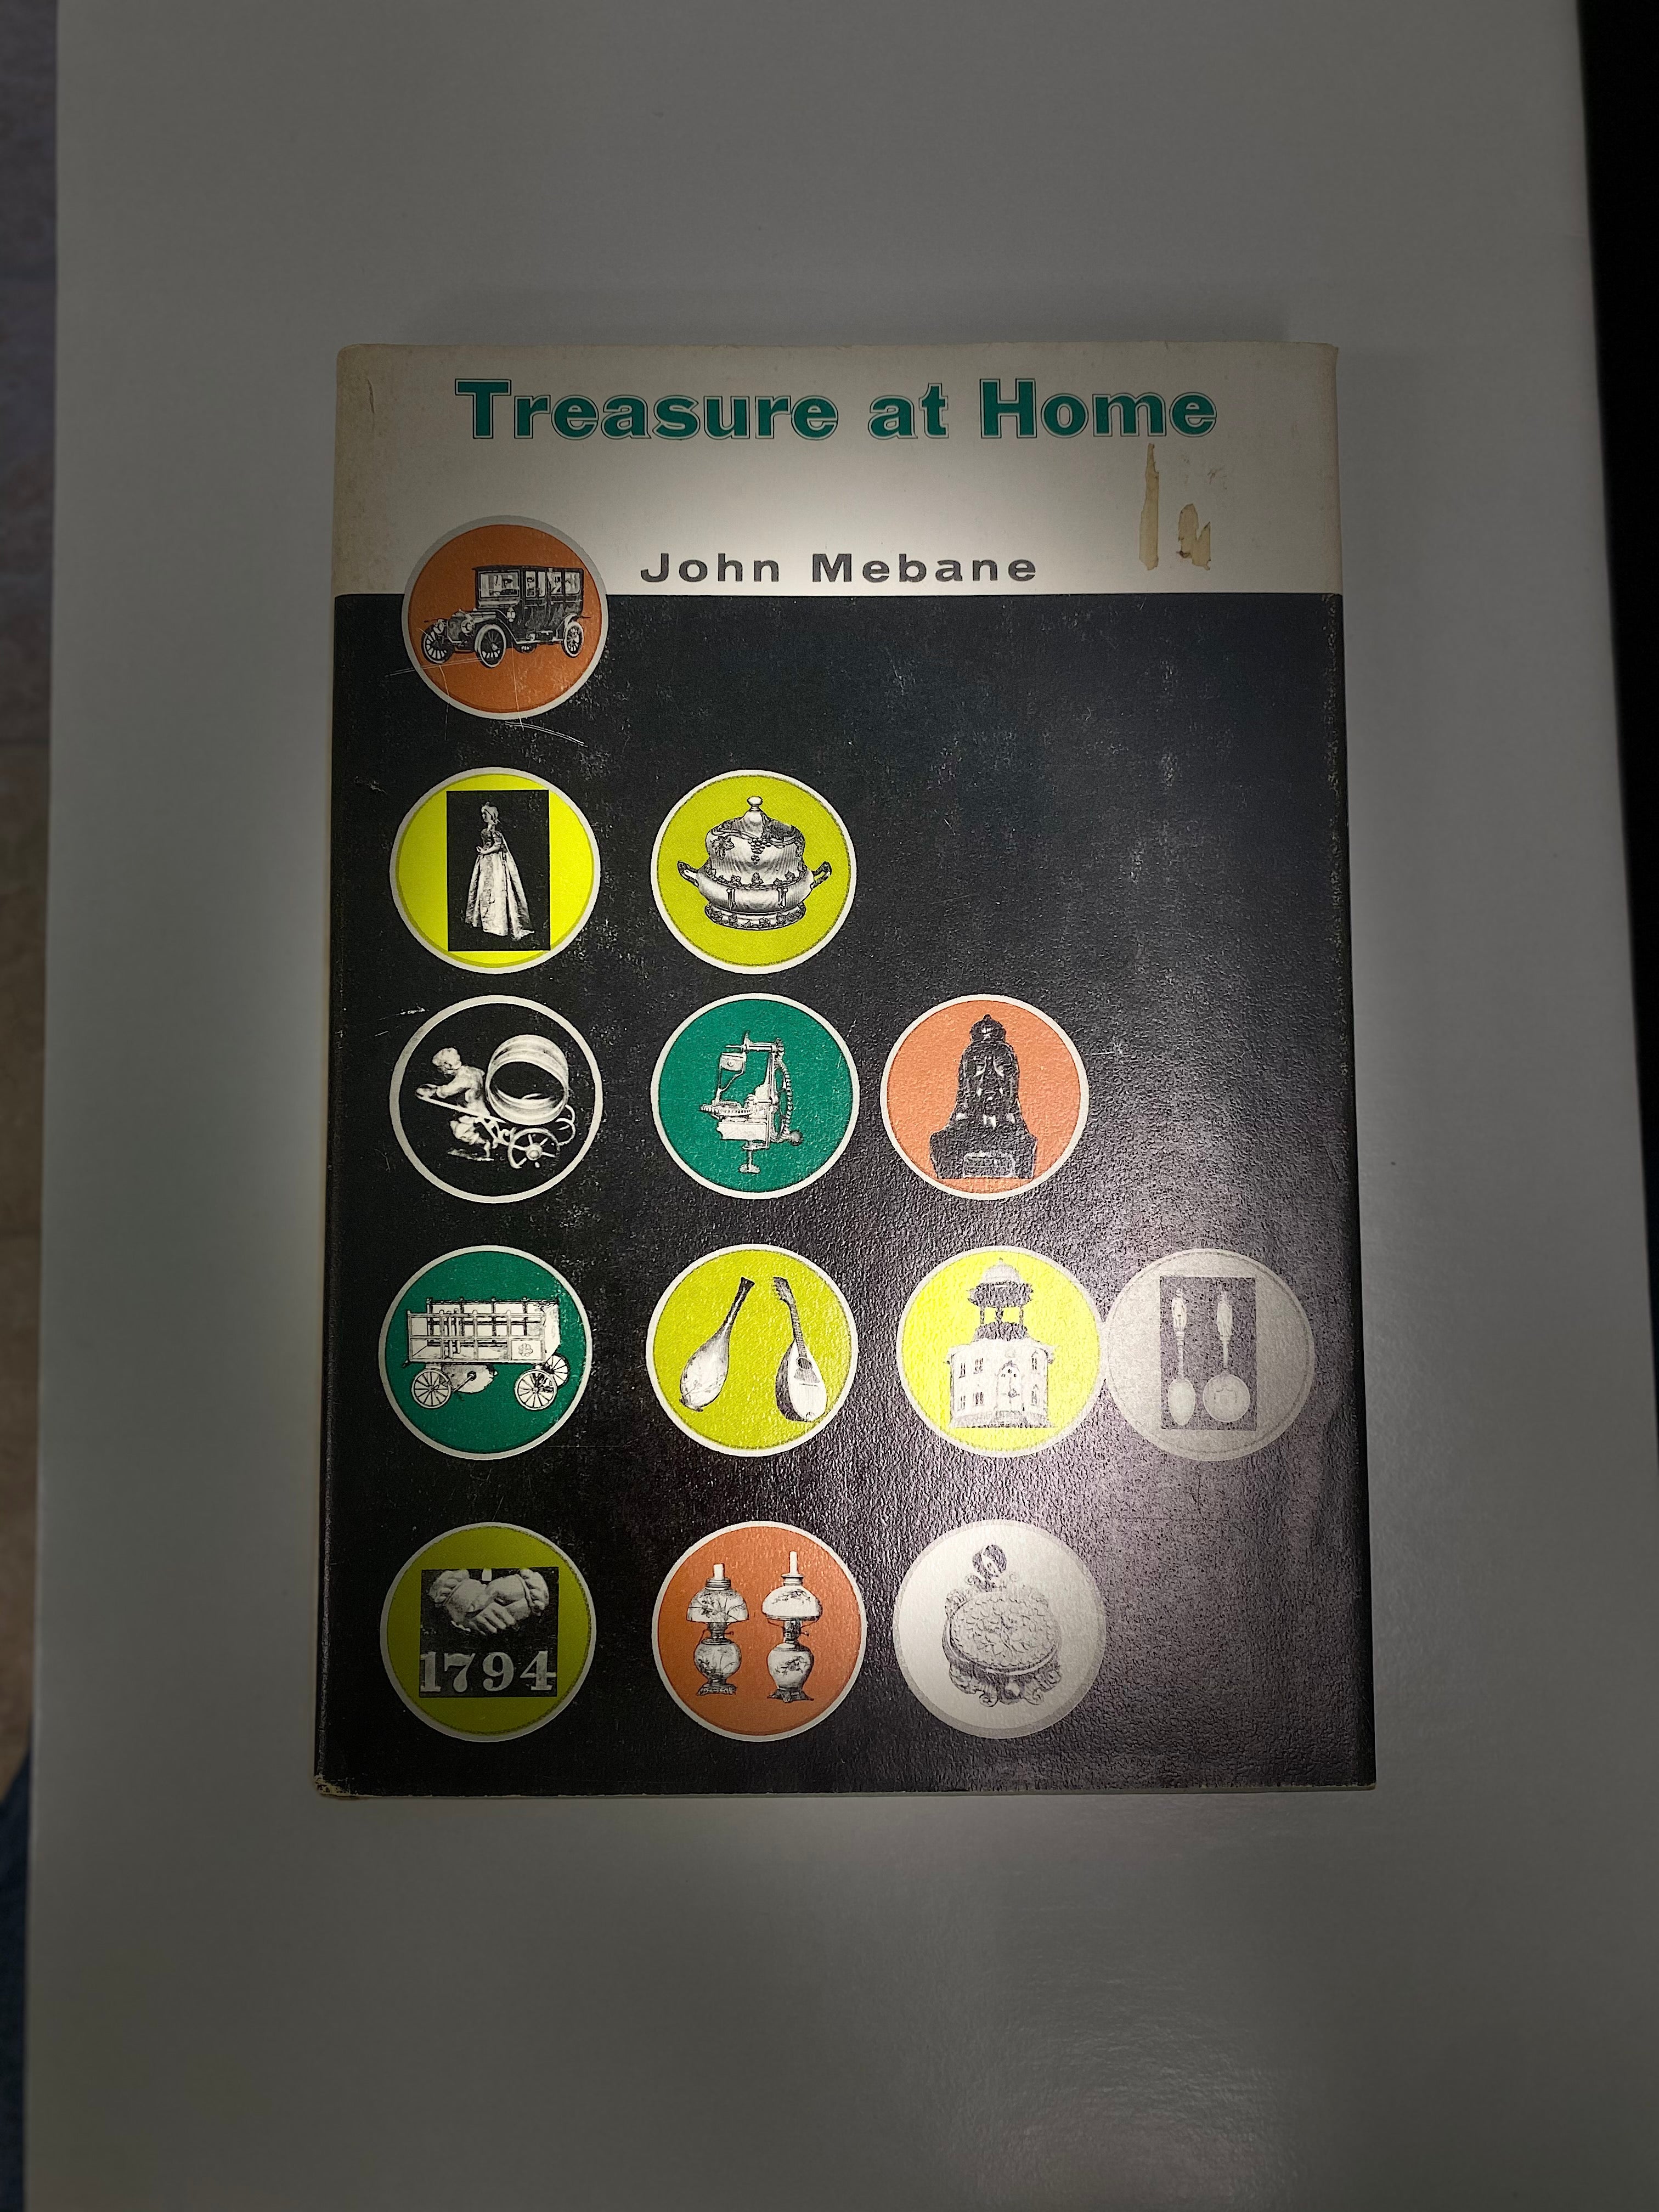 Treasure at Home
John Mebane
1794